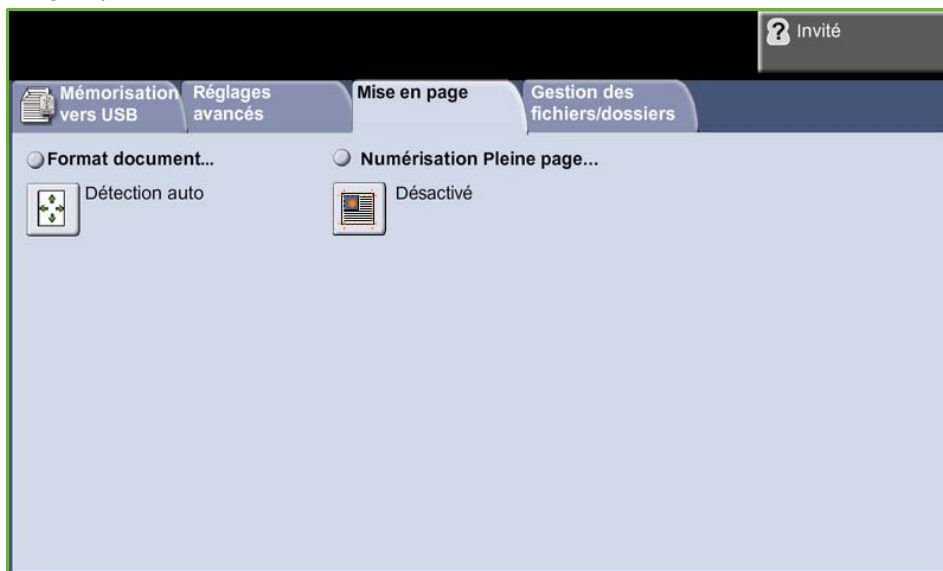 Invité
Mémorisation
vers USB
Réglages
avancés
Mise en page
Gestion des
fichiers/dossiers
Format document...
Numérisation Pleine page...
Détection auto
Désactivé